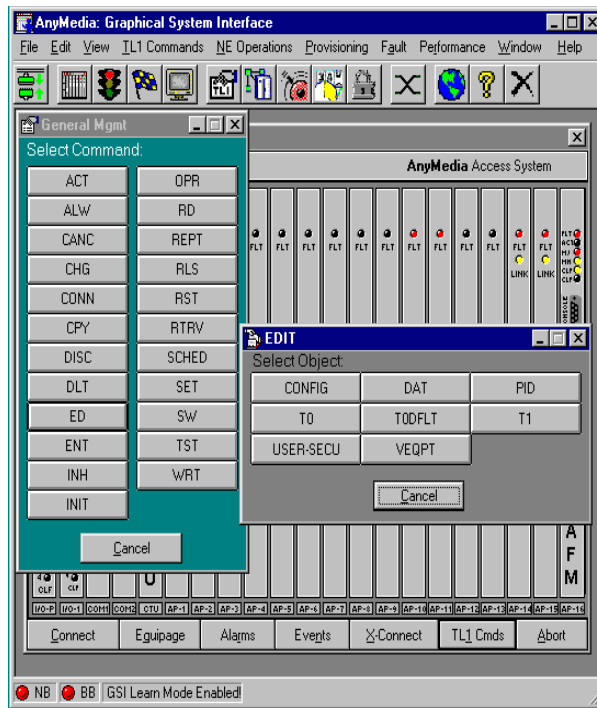 AnyMedia: Graphical System Interface
File Edit View TL1 Commands NE Operations Provisioning Fault Performance Window Help
General Mgmt
Select Command:
ACT OPR
ALW RD
CANC REPT
CHG RLS
CONN RST
CPY RTRV
DISC SCHED
DLT SET
ED SW
ENT TST
INH WRT
INIT
Cancel
AnyMedia Access System
FLT FLT FLT FLT FLT FLT FLT FLT FLT FLT FLT FLT
ACT
MJ
MN
CLF
CLP
LINK LINK
CONSOLE
EDIT
Select Object:
CONFIG DAT PID
T0 T0DFLT T1
USER-SECU VEQPT
Cancel
A
F
M
CLF CLF
U
I/O-P I/O-1 COM1 COM2 CTU AP-1 AP-2 AP-3 AP-4 AP-5 AP-6 AP-7 AP-8 AP-9 AP-10 AP-11 AP-12 AP-13 AP-14 AP-15 AP-16
Connect Equipage Alarms Events X-Connect TL1 Cmds Abort
NB BB GSI Learn Mode Enabled!